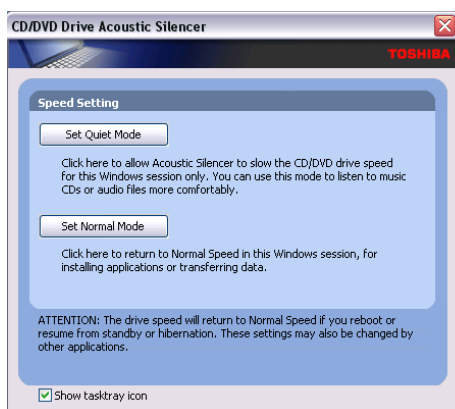 CD/DVD Drive Acoustic Silencer
TOSHIBA
Speed Setting
Set Quiet Mode
Click here to allow Acoustic Silencer to slow the CD/DVD drive speed
for this Windows session only. You can use this mode to listen to music
CDs or audio files more comfortably.
Set Normal Mode
Click here to return to Normal Speed in this Windows session, for
installing applications or transferring data.
ATTENTION: The drive speed will return to Normal Speed if you reboot or
resume from standby or hibernation. These settings may also be changed by
other applications.
Show tasktray icon